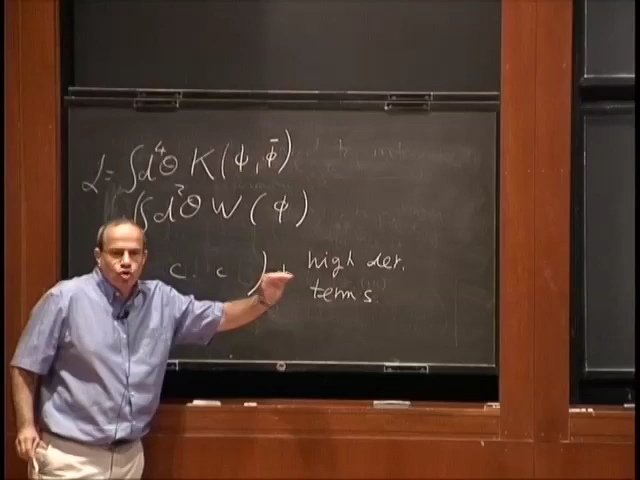 L = ∫d⁴θ K(ϕ, ϕ̄)
∫d²θ W(ϕ)
c.c) + high der.
terms.